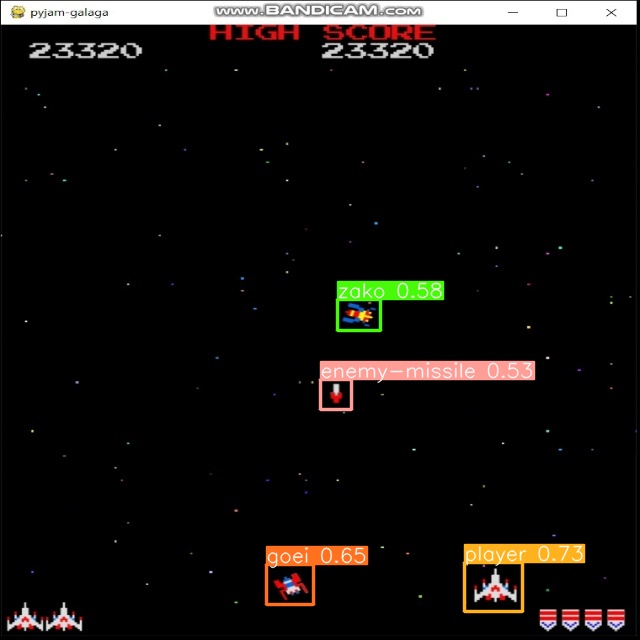 pyjam-galaga
www.BANDICAM.com
HIGH SCORE
23320 23320
zako 0.58
enemy-missile 0.53
goei 0.65 player 0.73